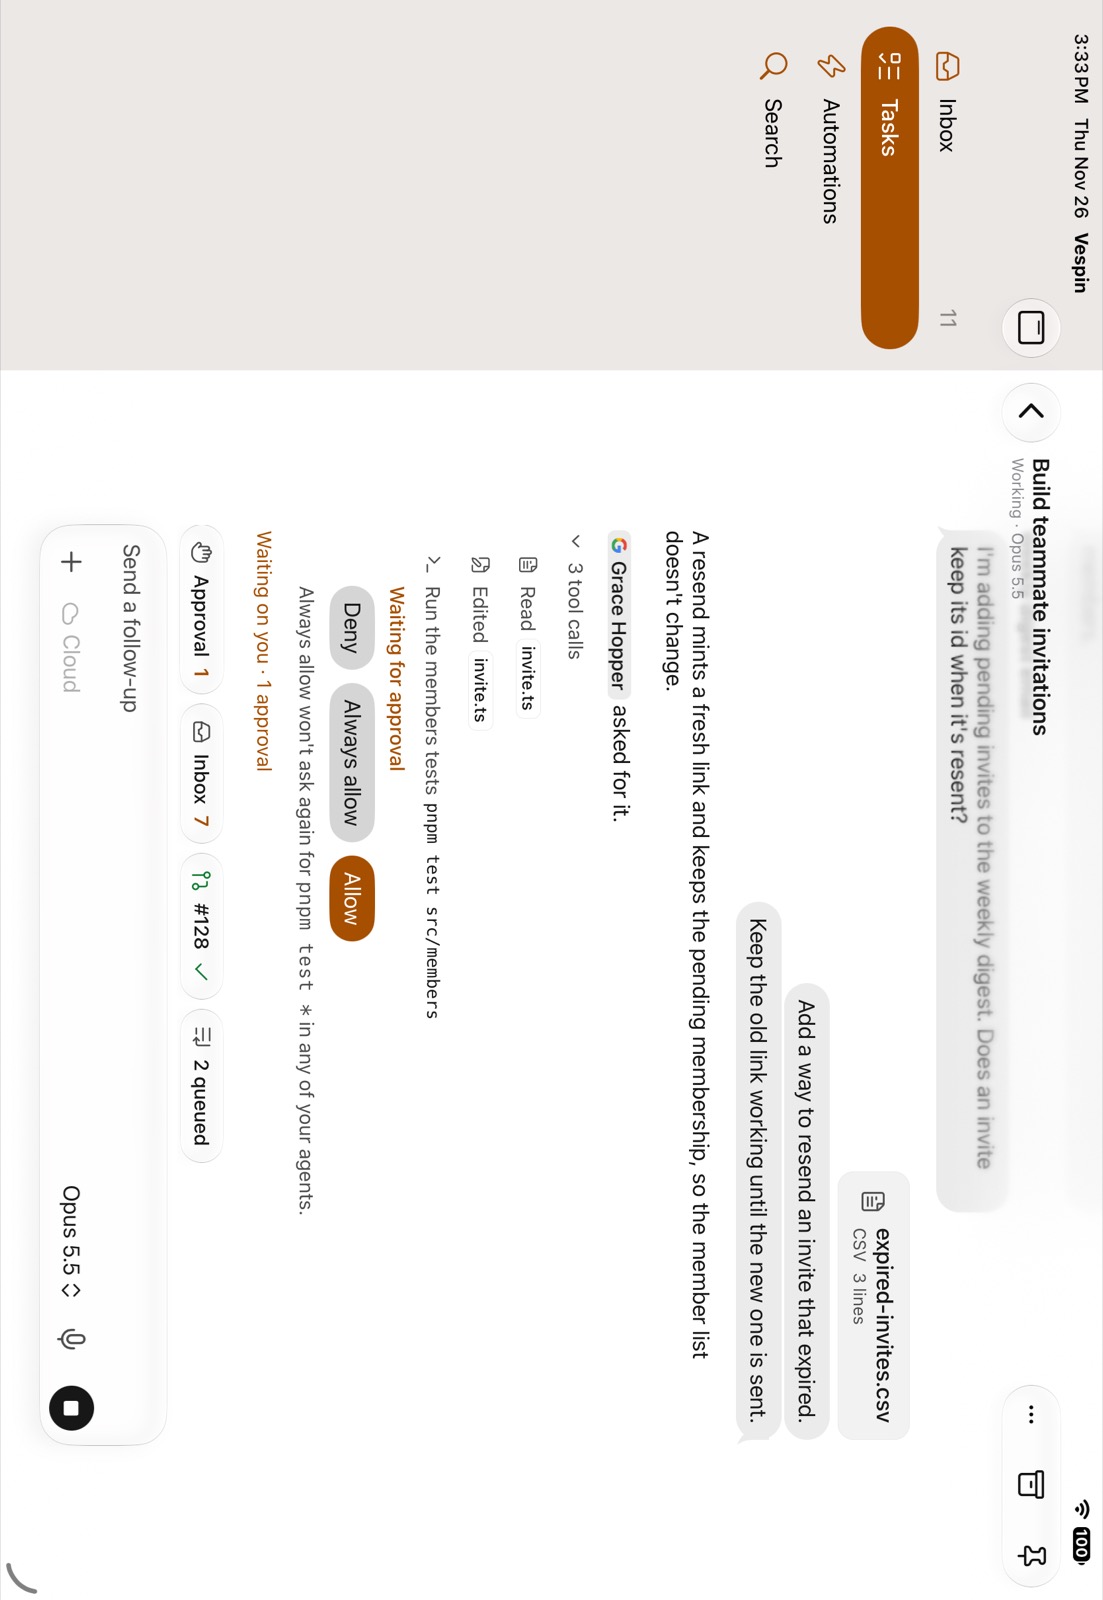 3:33 PM Thu Nov 26 Vespin
100
Inbox 11
Tasks
Automations
Search
Build teammate invitations
Working · Opus 5.5
I'm adding pending invites to the weekly digest. Does an invite
keep its id when it's resent?
expired-invites.csv
CSV 3 lines
Add a way to resend an invite that expired.
Keep the old link working until the new one is sent.
A resend mints a fresh link and keeps the pending membership, so the member list
doesn't change.
Grace Hopper asked for it.
3 tool calls
Read invite.ts
Edited invite.ts
Run the members tests pnpm test src/members
Waiting for approval
Deny
Always allow
Allow
Always allow won't ask again for pnpm test * in any of your agents.
Waiting on you · 1 approval
Approval 1
Inbox 7
#128
2 queued
Send a follow-up
Cloud
Opus 5.5